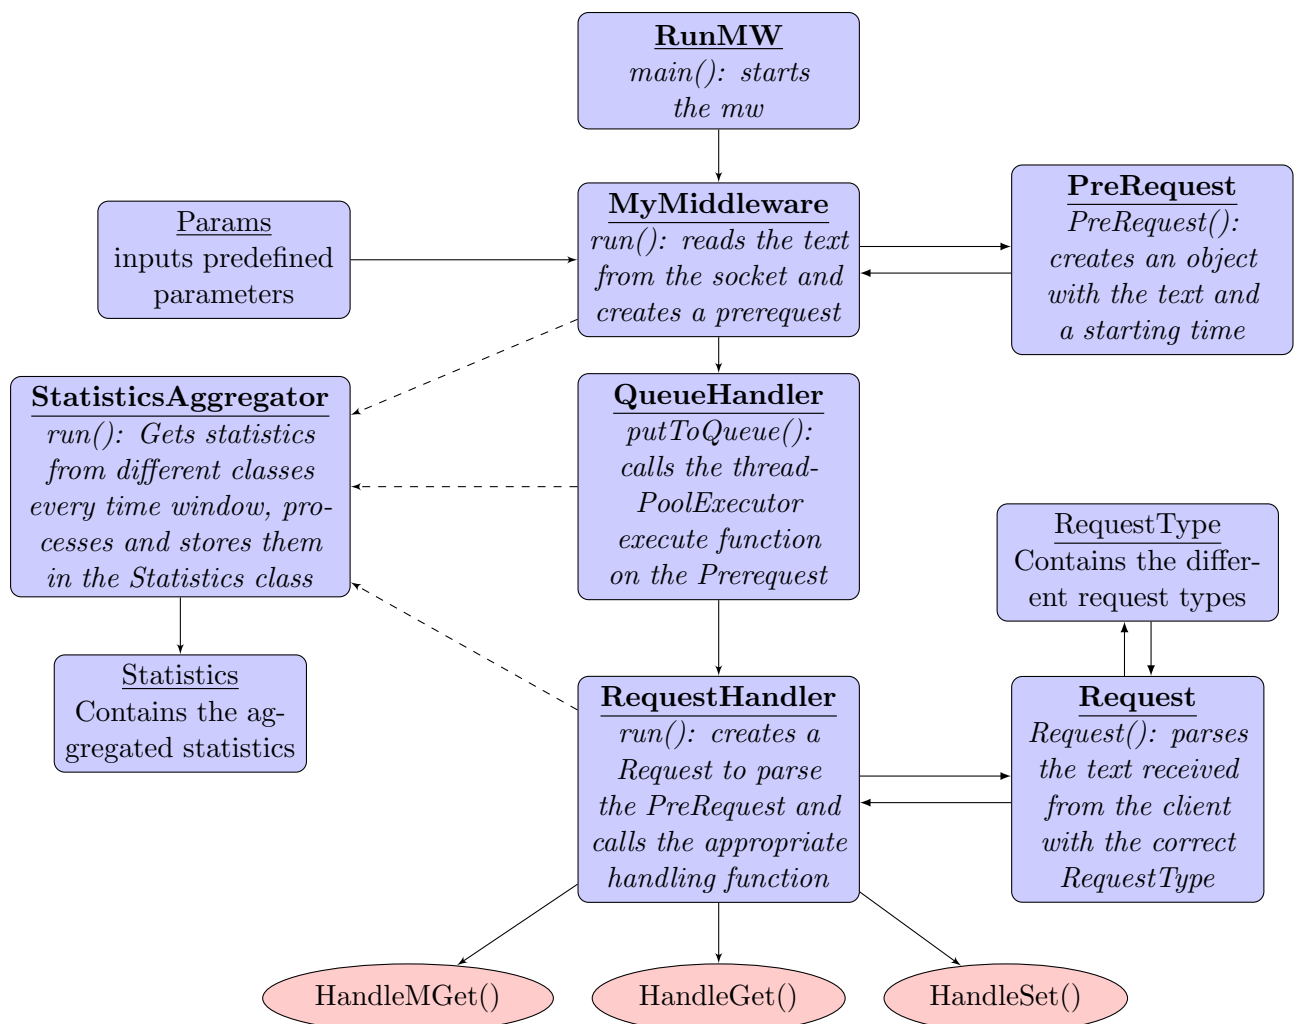 RunMW
main(): starts
the mw
Params
inputs predefined
parameters
MyMiddleware
run(): reads the text
from the socket and
creates a prerequest
PreRequest
PreRequest():
creates an object
with the text and
a starting time
StatisticsAggregator
run(): Gets statistics
from different classes
every time window, pro-
cesses and stores them
in the Statistics class
QueueHandler
putToQueue():
calls the thread-
PoolExecutor
execute function
on the Prerequest
RequestType
Contains the differ-
ent request types
Statistics
Contains the ag-
gregated statistics
RequestHandler
run(): creates a
Request to parse
the PreRequest and
calls the appropriate
handling function
Request
Request(): parses
the text received
from the client
with the correct
RequestType
HandleMGet()
HandleGet()
HandleSet()